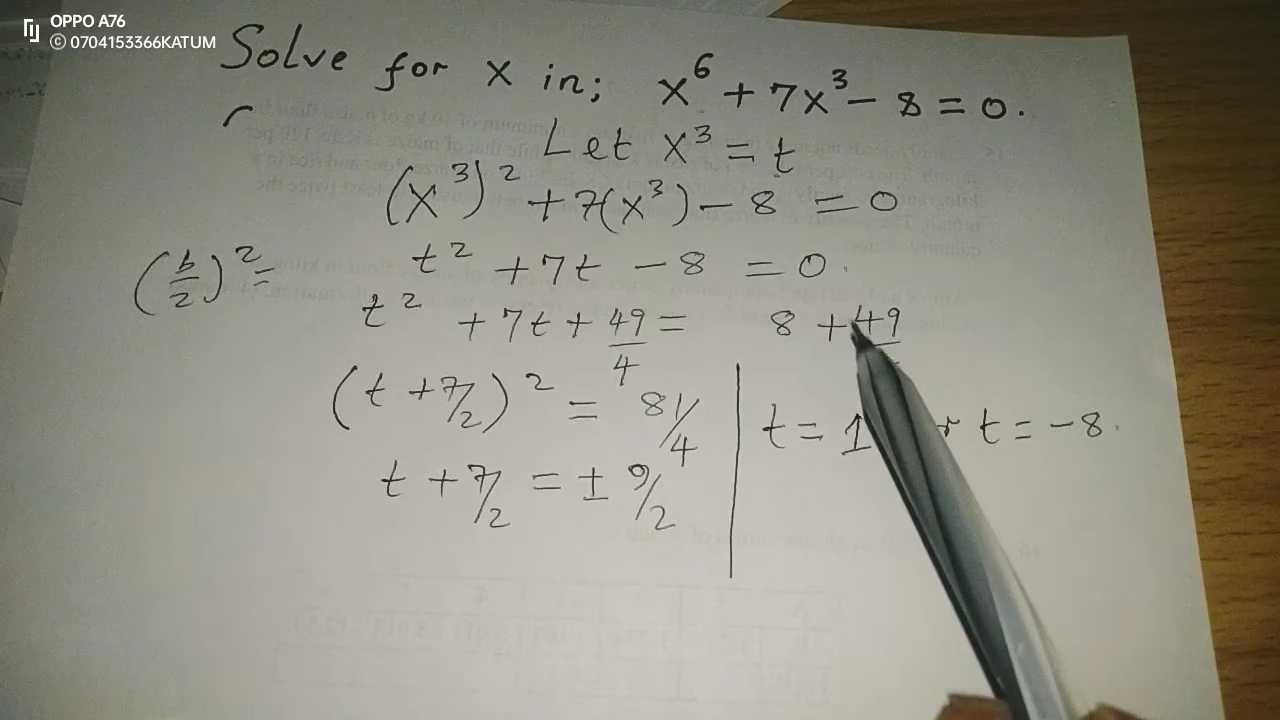 OPPO A76
© 0704153366KATUM
Solve for x in; x⁶ + 7x³ - 8 = 0.
Let x³ = t
(x³)² + 7(x³) - 8 = 0
(b/2)² =
t² + 7t - 8 = 0.
t² + 7t + 49/4 = 8 + 49
(t + 7/2)² = 81/4
t = 1 r t = -8.
t + 7/2 = ± 9/2